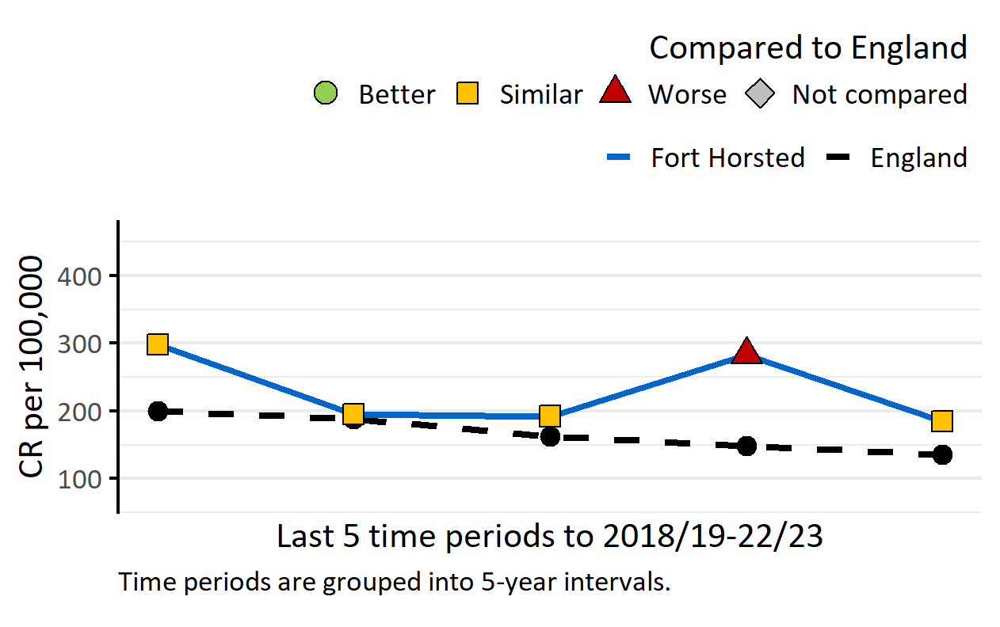 Compared to England
Better Similar Worse Not compared
Fort Horsted England
CR per 100,000
400
300
200
100
Last 5 time periods to 2018/19-22/23
Time periods are grouped into 5-year intervals.